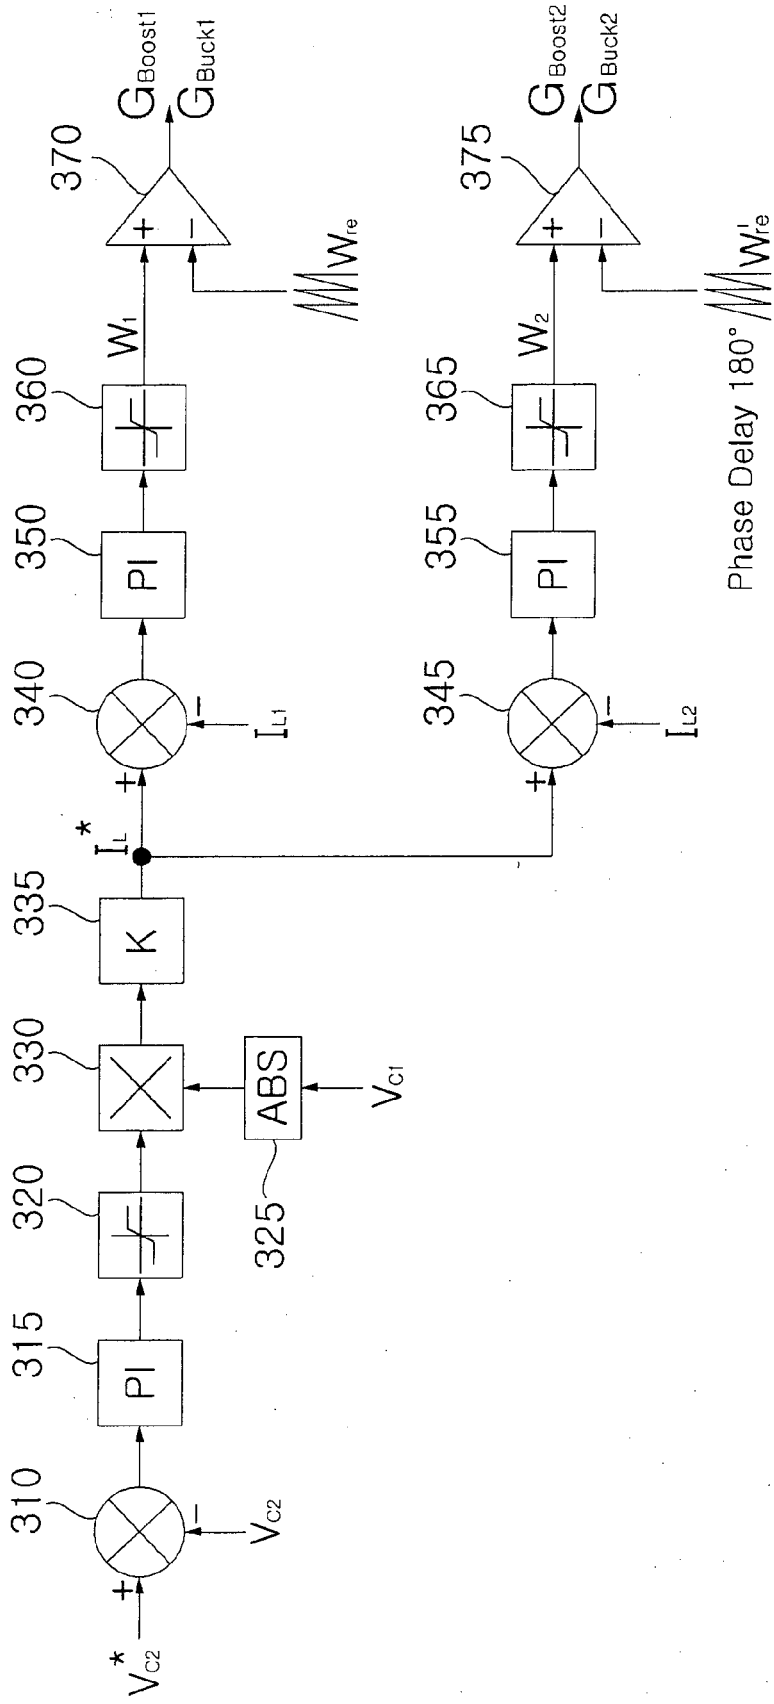 310
315
320
330
335
340
350
360
370
V*C2
+
−
VC2
PI
325
ABS
VC1
K
I*L
+
−
IL1
PI
W1
+
−
Wre
GBoost1
GBuck1
345
355
365
375
+
−
IL2
PI
W2
+
−
W're
GBoost2
GBuck2
Phase Delay 180°